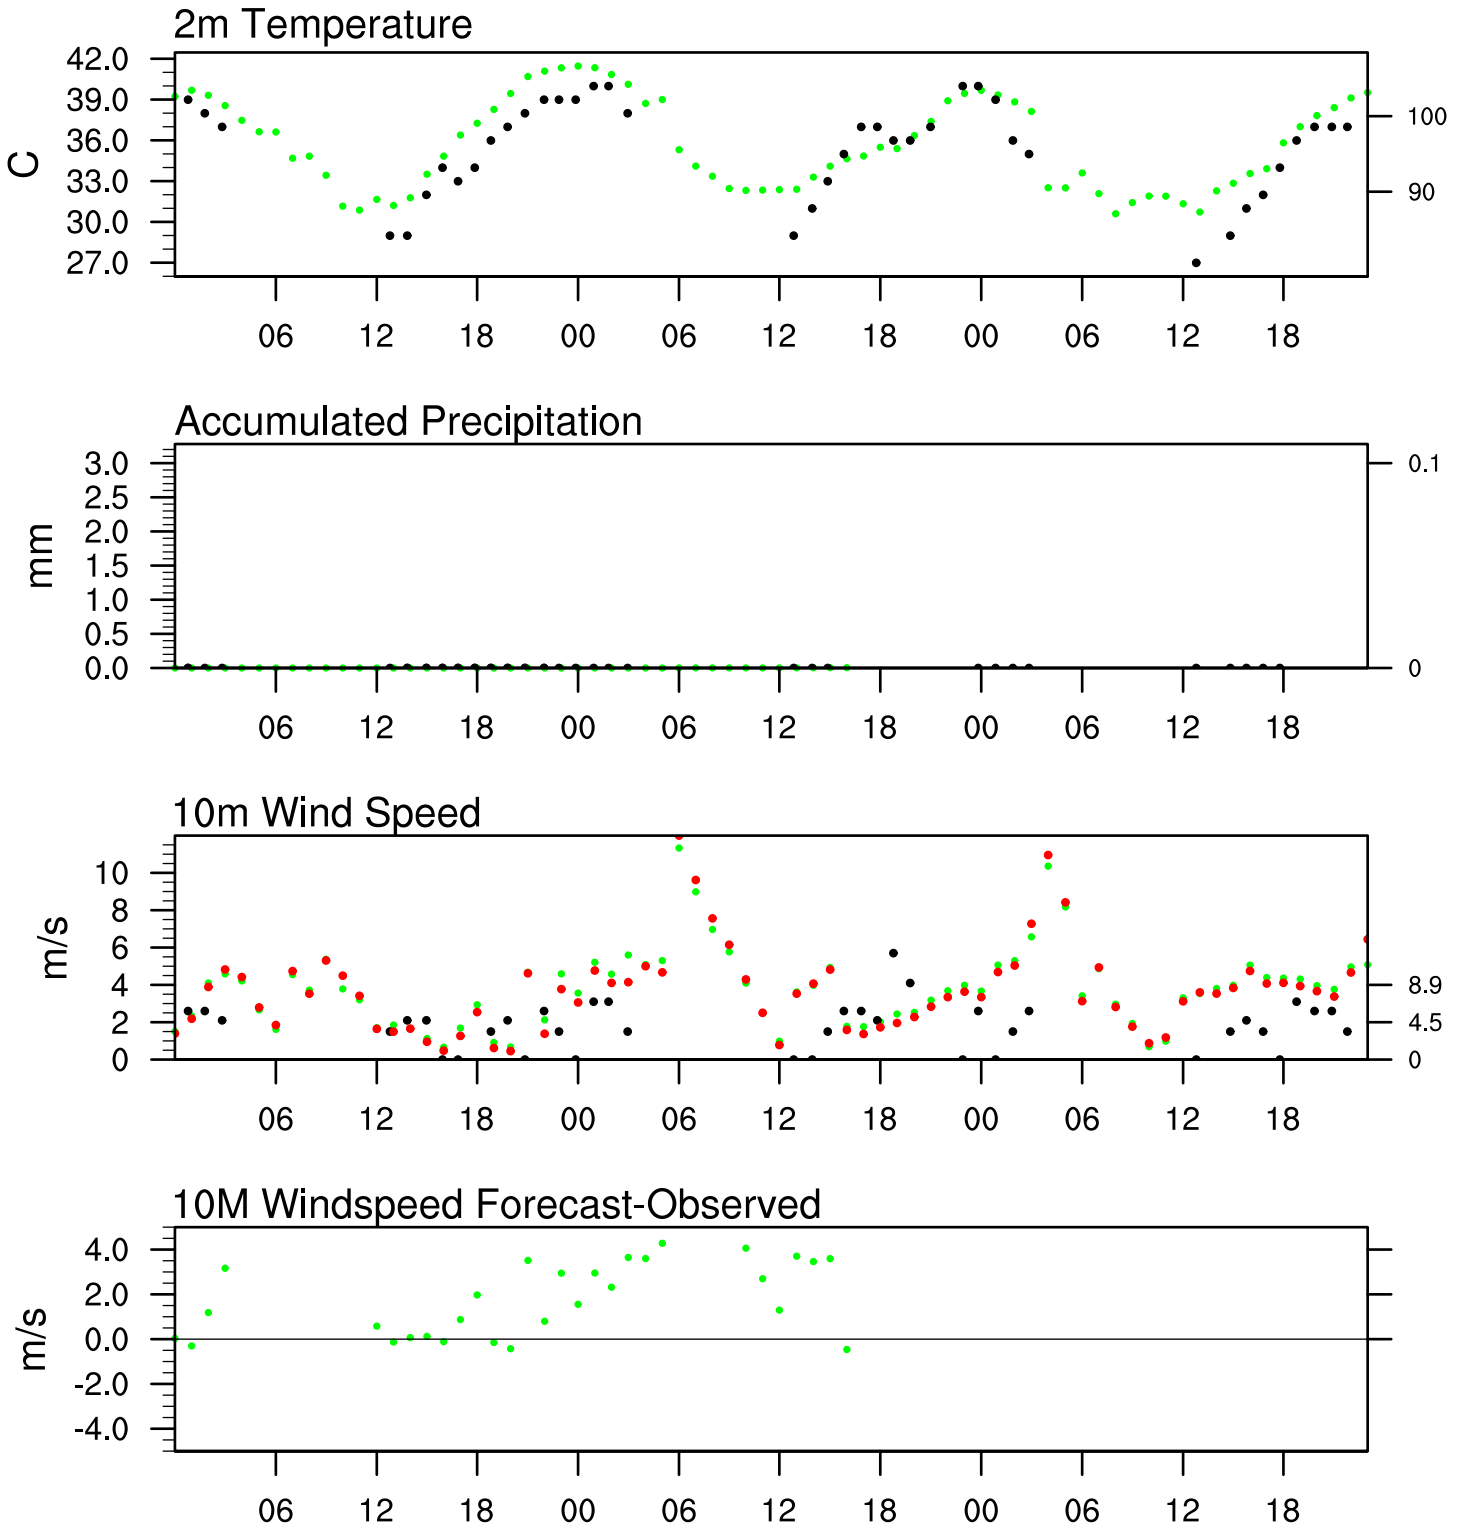 2m Temperature
42.0
39.0
36.0
33.0
30.0
27.0
C
100
90
06 12 18 00 06 12 18 00 06 12 18
Accumulated Precipitation
3.0
2.5
2.0
1.5
1.0
0.5
0.0
mm
0.1
0
06 12 18 00 06 12 18 00 06 12 18
10m Wind Speed
10
8
6
4
2
0
m/s
8.9
4.5
0
06 12 18 00 06 12 18 00 06 12 18
10M Windspeed Forecast-Observed
4.0
2.0
0.0
-2.0
-4.0
m/s
06 12 18 00 06 12 18 00 06 12 18